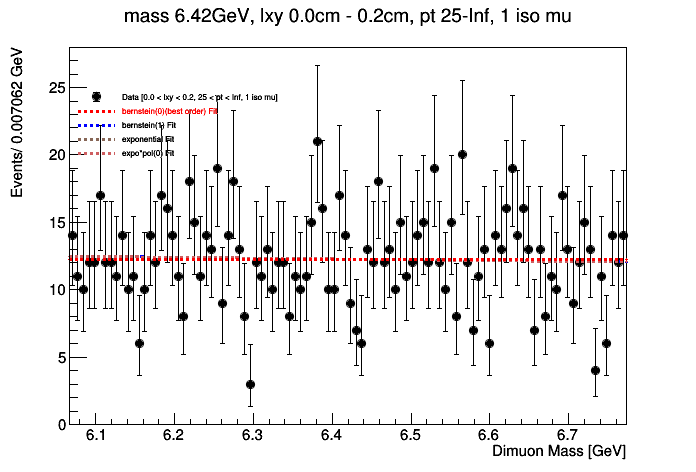 mass 6.42GeV, lxy 0.0cm - 0.2cm, pt 25-Inf, 1 iso mu
Events/ 0.007062 GeV
25
20
15
10
5
0
Data [0.0 < lxy < 0.2, 25 < pt < Inf, 1 iso mu]
bernstein(0)(best order) Fit
bernstein(1) Fit
exponential Fit
expo*pol(0) Fit
6.1 6.2 6.3 6.4 6.5 6.6 6.7
Dimuon Mass [GeV]